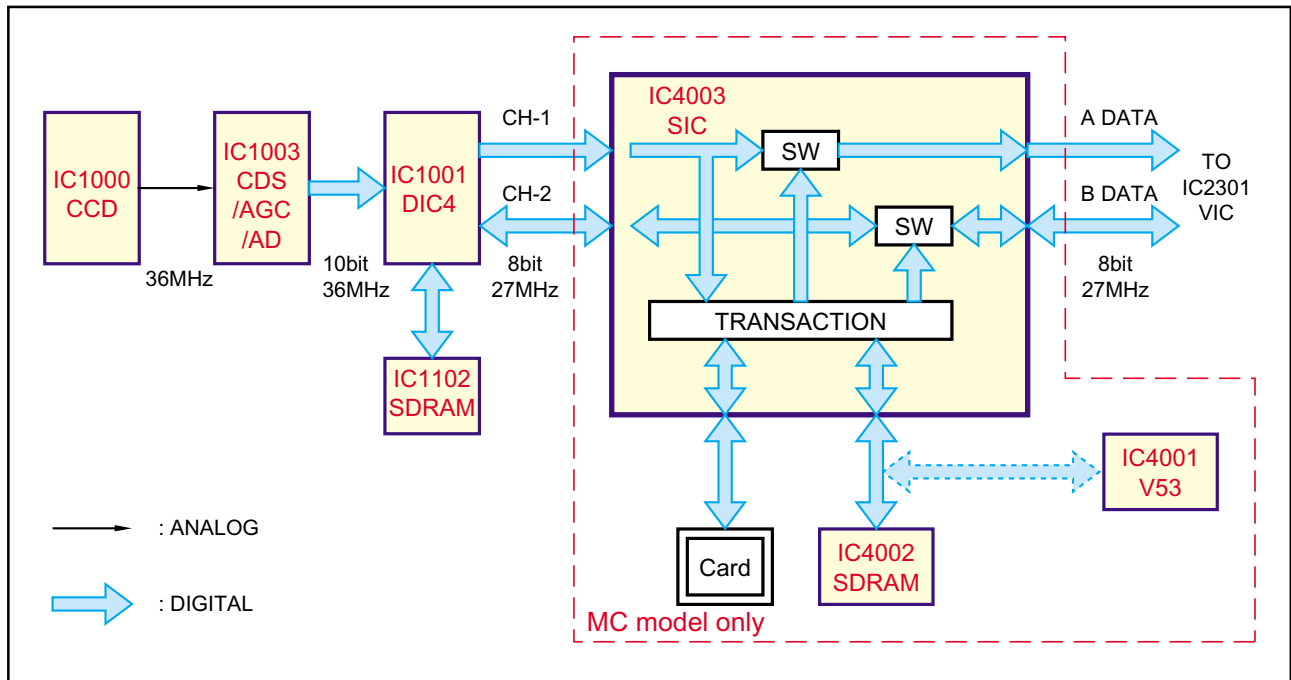 IC1000
CCD
36MHz
IC1003
CDS
/AGC
/AD
10bit
36MHz
IC1001
DIC4
IC1102
SDRAM
CH-1
CH-2
8bit
27MHz
IC4003
SIC
SW
SW
TRANSACTION
A DATA
B DATA
TO
IC2301
VIC
8bit
27MHz
Card
IC4002
SDRAM
IC4001
V53
MC model only
: ANALOG
: DIGITAL